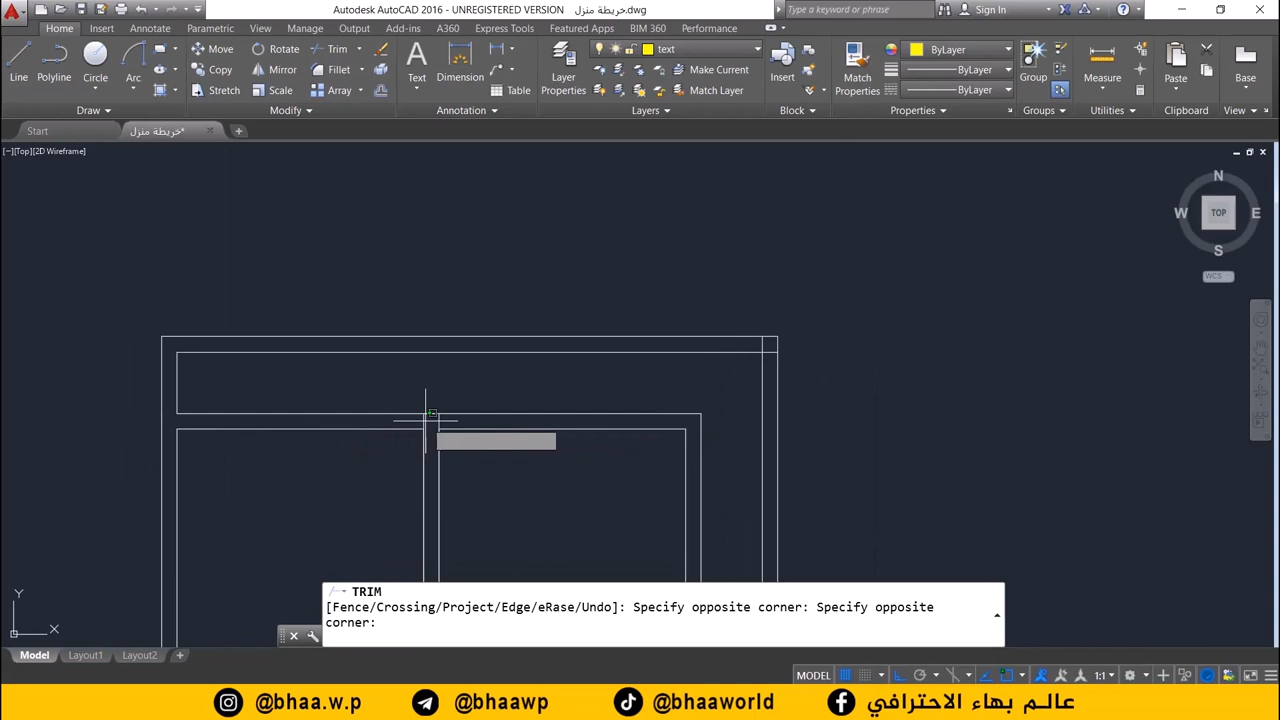 Autodesk AutoCAD 2016 - UNREGISTERED VERSION خريطة منزل.dwg
Type a keyword or phrase
Sign In
Home Insert Annotate Parametric View Manage Output Add-ins A360 Express Tools Featured Apps BIM 360 Performance
Line Polyline Circle Arc
Move Rotate Trim
Copy Mirror Fillet
Stretch Scale Array
Text Dimension Table
Layer Properties
text
Make Current
Match Layer
Insert
Match Properties
ByLayer
ByLayer
ByLayer
Group
Measure
Paste
Base
Draw Modify Annotation Layers Block Properties Groups Utilities Clipboard View
Start خريطة منزل*
[−][Top][2D Wireframe]
N
W TOP E
S
WCS
TRIM
[Fence/Crossing/Project/Edge/eRase/Undo]: Specify opposite corner: Specify opposite
corner:
Y
X
Model Layout1 Layout2
MODEL 1:1
@bhaa.w.p @bhaawp @bhaaworld عالم بهاء الاحترافي